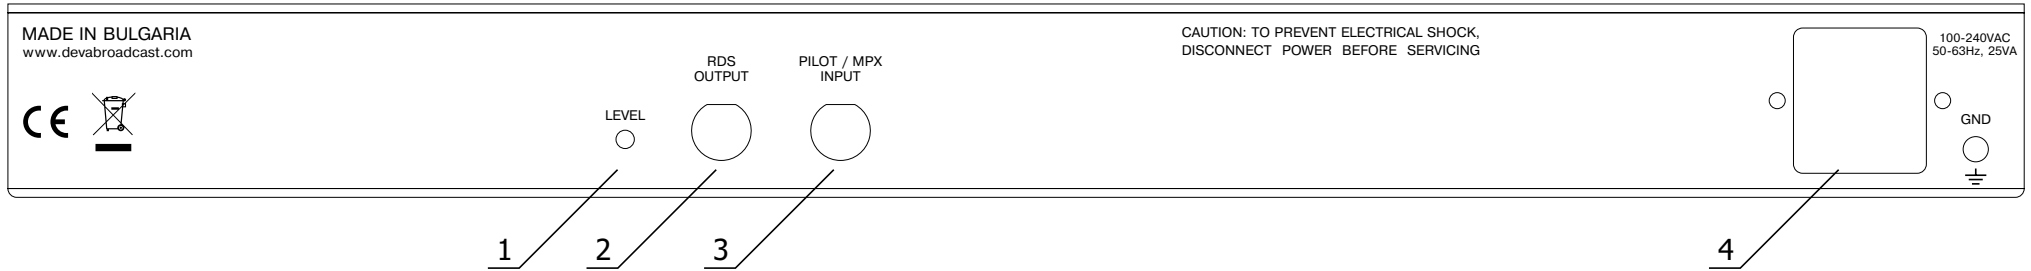 MADE IN BULGARIA
www.devabroadcast.com
CAUTION: TO PREVENT ELECTRICAL SHOCK,
DISCONNECT POWER BEFORE SERVICING
100-240VAC
50-63Hz, 25VA
RDS
OUTPUT
PILOT / MPX
INPUT
CE
LEVEL
GND
1
2
3
4